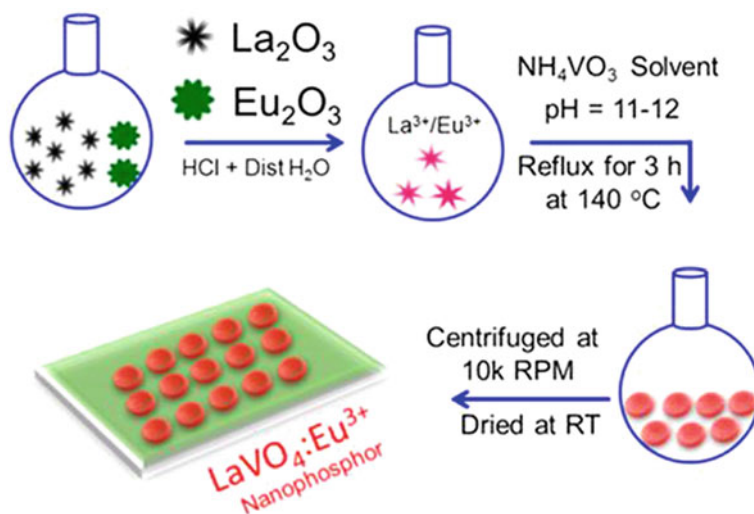 La₂O₃
Eu₂O₃
HCl + Dist H₂O
La³⁺/Eu³⁺
NH₄VO₃ Solvent
pH = 11-12
Reflux for 3 h
at 140 °C
Centrifuged at
10k RPM
Dried at RT
LaVO₄:Eu³⁺
Nanophosphor